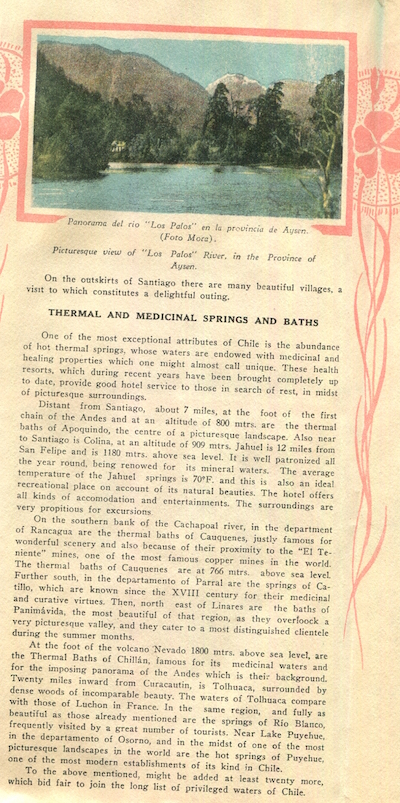 Panorama del rio "Los Palos" en la provincia de Aysen.
(Foto Mora).
Picturesque view of "Los Palos" River, in the Province of
Aysen.
On the outskirts of Santiago there are many beautiful villages, a
visit to which constitutes a delightful outing.
THERMAL AND MEDICINAL SPRINGS AND BATHS
One of the most exceptional attributes of Chile is the abundance
of hot thermal springs, whose waters are endowed with medicinal and
healing properties which one might almost call unique. These health
resorts, which during recent years have been brought completely up
to date, provide good hotel service to those in search of rest, in midst
of picturesque surroundings.
Distant from Santiago, about 7 miles, at the foot of the first
chain of the Andes and at an altitude of 800 mtrs. are the thermal
baths of Apoquindo, the centre of a picturesque landscape. Also near
to Santiago is Colina, at an altitude of 909 mtrs. Jahuel is 12 miles from
San Felipe and is 1180 mtrs. above sea level. It is well patronized all
the year round, being renowed for its mineral waters. The average
temperature of the Jahuel springs is 70°F. and this is also an ideal
recreational place on account of its natural beauties. The hotel offers
all kinds of accomodation and entertainments. The surroundings are
very propitious for excursions
On the southern bank of the Cachapoal river, in the department
of Rancagua are the thermal baths of Cauquenes, justly famous for
wonderful scenery and also because of their proximity to the "El Te-
niente" mines, one of the most famous copper mines in the world.
The thermal baths of Cauquenes are at 766 mtrs. above sea level.
Further south, in the departamento of Parral are the springs of Ca-
tillo, which are known since the XVIII century for their medicinal
and curative virtues. Then, north east of Linares are the baths of
Panimávida, the most beautiful of that region, as they overloock a
very picturesque valley, and they cater to a most distinguished clientele
during the summer months.
At the foot of the volcano Nevado 1800 mtrs. above sea level, are
the Thermal Baths of Chillán, famous for its medicinal waters and
for the imposing panorama of the Andes which is their background.
Twenty miles inward from Curacautin, is Tolhuaca, surrounded by
dense woods of incomparable beauty. The waters of Tolhuaca compare
with those of Luchon in France. In the same region, and fully as
beautiful as those already mentioned are the springs of Río Blanco,
frequently visited by a great number of tourists. Near Lake Puyehue,
in the departamento of Osorno, and in the midst of one of the most
picturesque landscapes in the world are the hot springs of Puyehue,
one of the most modern establishments of its kind in Chile.
To the above mentioned, might be added at least twenty more,
which bid fair to join the long list of privileged waters of Chile.